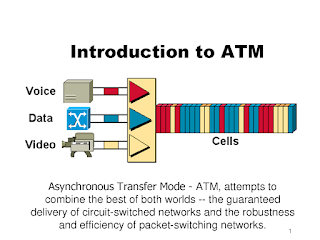 Introduction to ATM
Voice
Data
Video
Cells
Asynchronous Transfer Mode - ATM, attempts to
combine the best of both worlds -- the guaranteed
delivery of circuit-switched networks and the robustness
and efficiency of packet-switching networks.
1